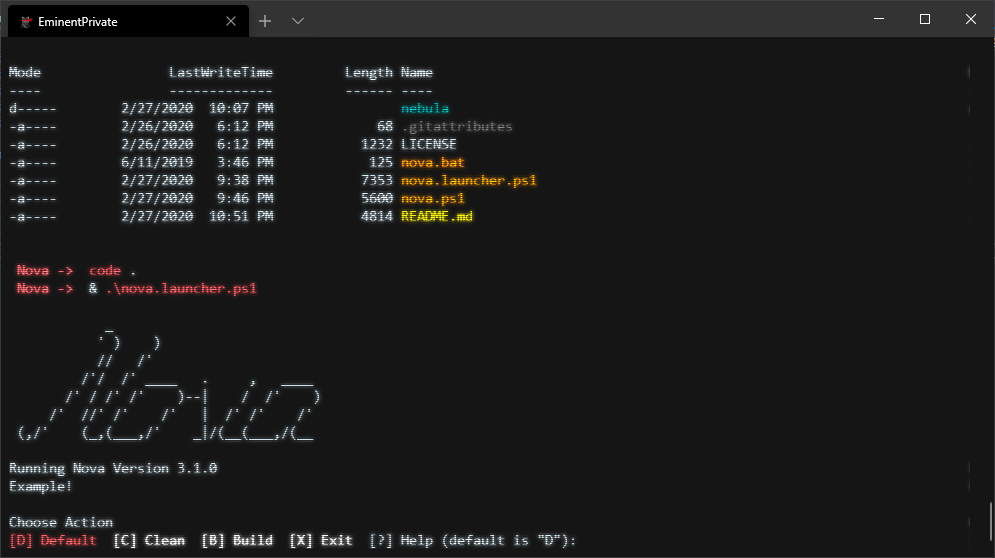 EminentPrivate
Mode                LastWriteTime         Length Name
----                -------------         ------ ----
d-----        2/27/2020  10:07 PM                nebula
-a----        2/26/2020   6:12 PM             68 .gitattributes
-a----        2/26/2020   6:12 PM           1232 LICENSE
-a----        6/11/2019   3:46 PM            125 nova.bat
-a----        2/27/2020   9:38 PM           7353 nova.launcher.ps1
-a----        2/27/2020   9:46 PM           5600 nova.ps1
-a----        2/27/2020  10:51 PM           4814 README.md
Nova ->  code .
Nova ->  & .\nova.launcher.ps1
Nova
Running Nova Version 3.1.0
Example!
Choose Action
[D] Default  [C] Clean  [B] Build  [X] Exit  [?] Help (default is "D"):